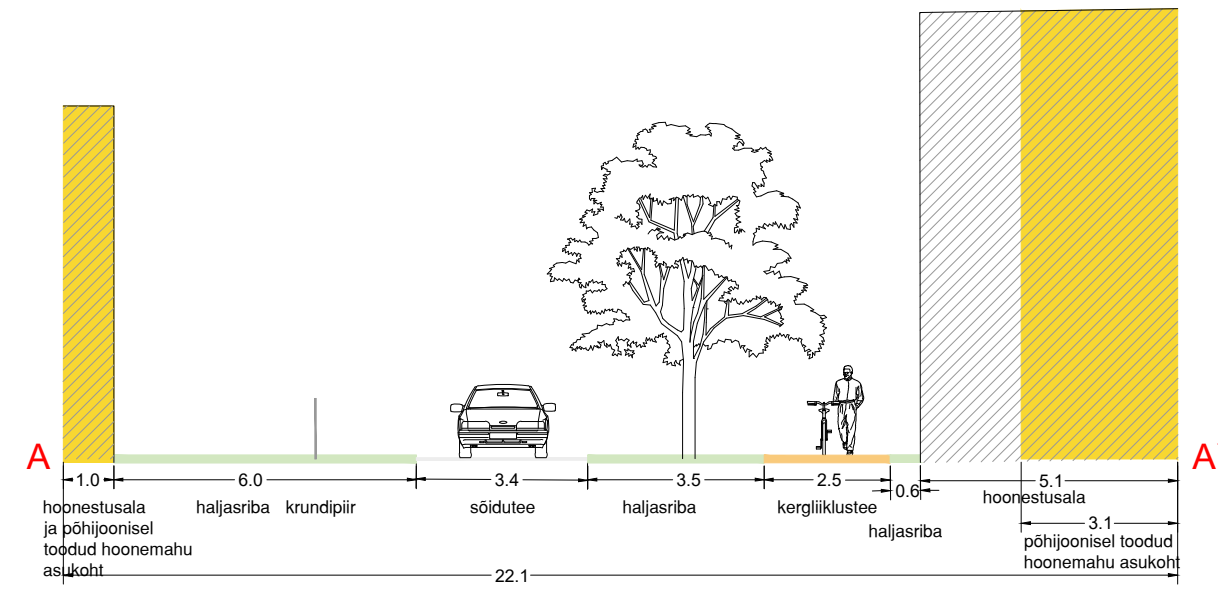 A
A'
1.0
6.0
3.4
3.5
2.5
0.6
5.1
hoonestusala
ja põhijoonisel
toodud hoonemahu
asukoht
haljasriba
krundipiir
sõidutee
haljasriba
kergliiklustee
haljasriba
hoonestusala
3.1
põhijoonisel toodud
hoonemahu asukoht
22.1